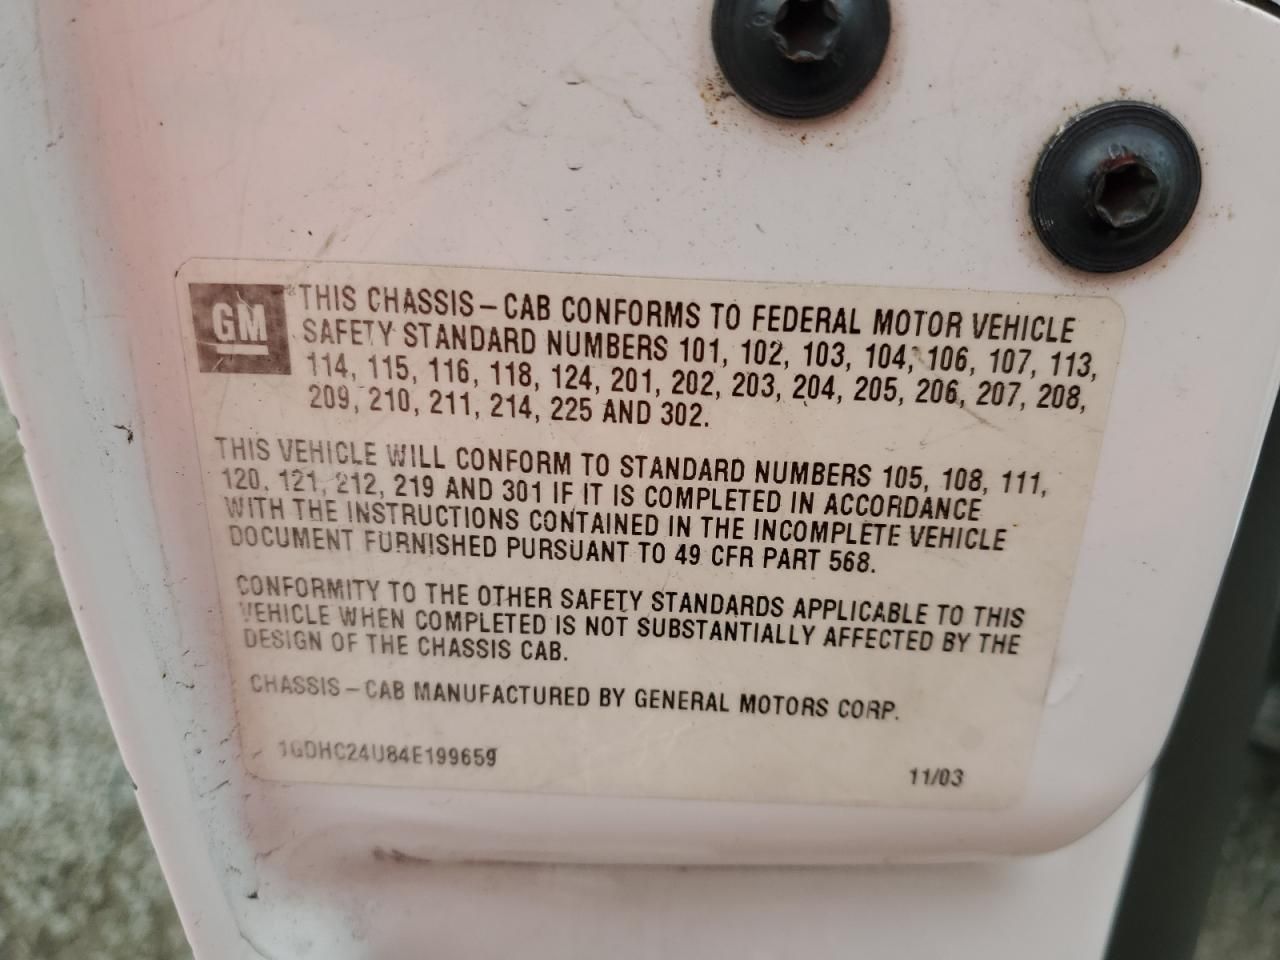 GM
THIS CHASSIS-CAB CONFORMS TO FEDERAL MOTOR VEHICLE
SAFETY STANDARD NUMBERS 101, 102, 103, 104, 106, 107, 113,
114, 115, 116, 118, 124, 201, 202, 203, 204, 205, 206, 207, 208,
209, 210, 211, 214, 225 AND 302.
THIS VEHICLE WILL CONFORM TO STANDARD NUMBERS 105, 108, 111,
120, 121, 212, 219 AND 301 IF IT IS COMPLETED IN ACCORDANCE
WITH THE INSTRUCTIONS CONTAINED IN THE INCOMPLETE VEHICLE
DOCUMENT FURNISHED PURSUANT TO 49 CFR PART 568.
CONFORMITY TO THE OTHER SAFETY STANDARDS APPLICABLE TO THIS
VEHICLE WHEN COMPLETED IS NOT SUBSTANTIALLY AFFECTED BY THE
DESIGN OF THE CHASSIS CAB.
CHASSIS-CAB MANUFACTURED BY GENERAL MOTORS CORP.
1GDHC24U84E199659
11/03